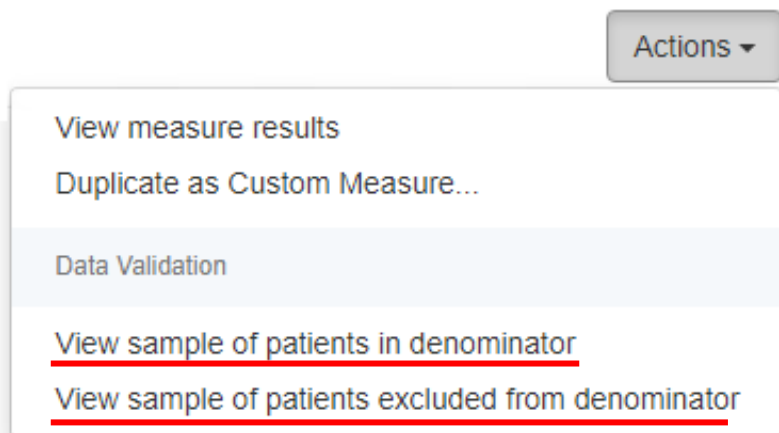 Actions
View measure results
Duplicate as Custom Measure...
Data Validation
View sample of patients in denominator
View sample of patients excluded from denominator